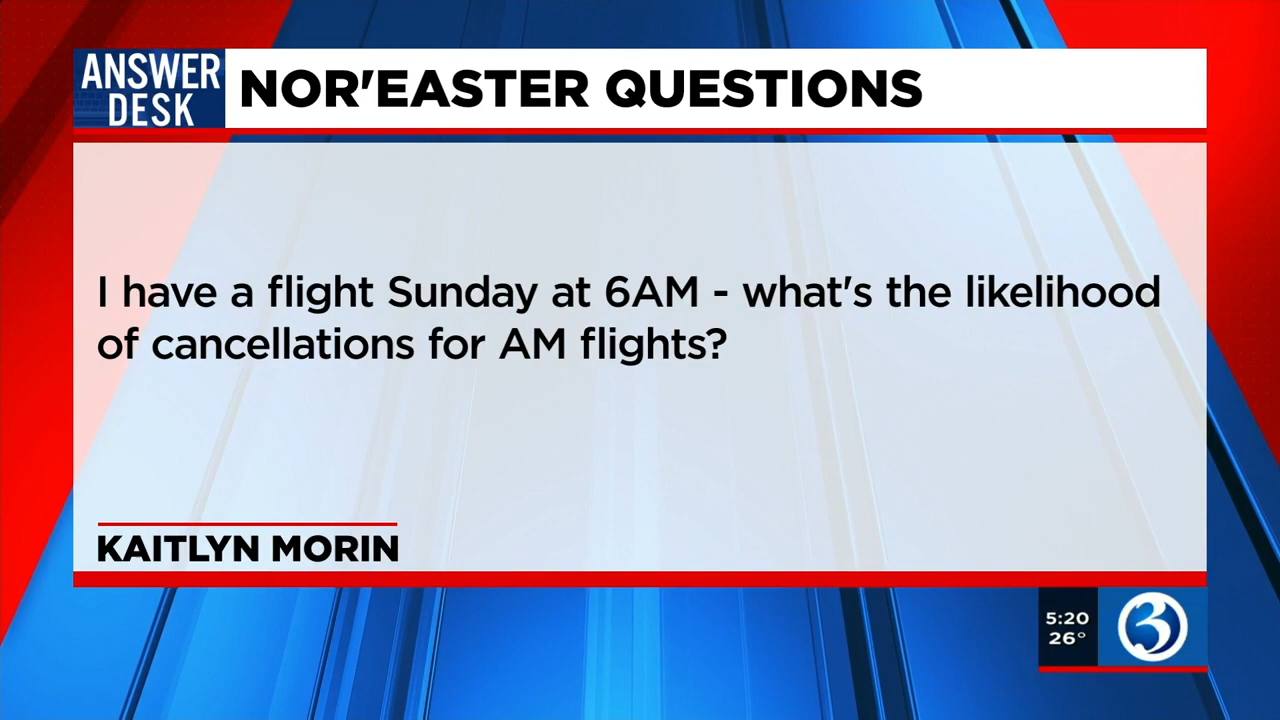 ANSWER
DESK
NOR'EASTER QUESTIONS
I have a flight Sunday at 6AM - what's the likelihood
of cancellations for AM flights?
KAITLYN MORIN
5:20
26°
3